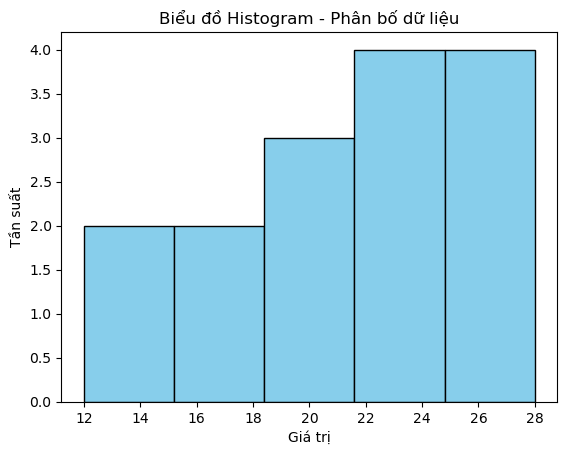 Biểu đồ Histogram - Phân bố dữ liệu
4.0
3.5
3.0
2.5
2.0
1.5
1.0
0.5
0.0
Tần suất
12 14 16 18 20 22 24 26 28
Giá trị